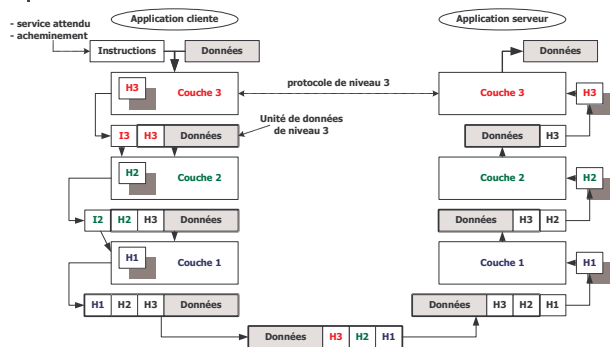 Application cliente
Application serveur
- service attendu
- acheminement
Instructions
Données
Données
H3
Couche 3
protocole de niveau 3
Couche 3
H3
Unité de données
de niveau 3
I3 H3 Données
Données H3
H2
Couche 2
Couche 2
H2
I2 H2 H3 Données
Données H3 H2
H1
Couche 1
Couche 1
H1
H1 H2 H3 Données
Données H3 H2 H1
Données H3 H2 H1